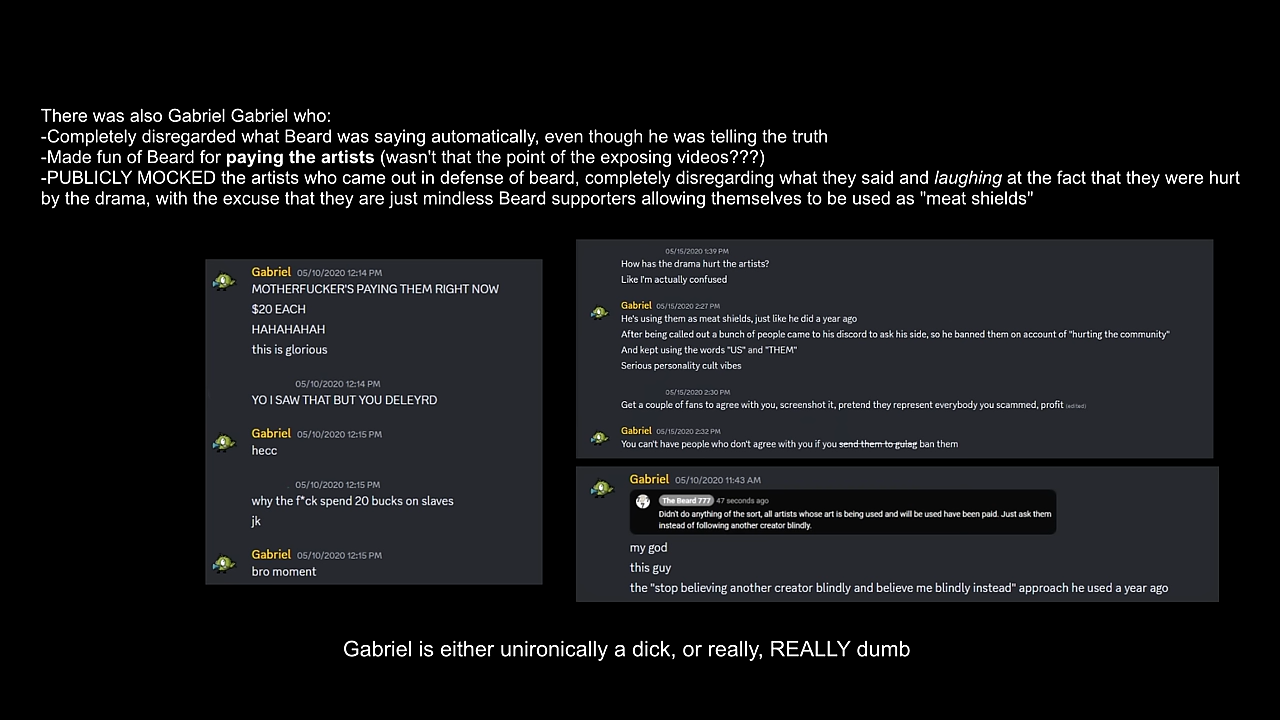 There was also Gabriel Gabriel who:
-Completely disregarded what Beard was saying automatically, even though he was telling the truth
-Made fun of Beard for paying the artists (wasn't that the point of the exposing videos???)
-PUBLICLY MOCKED the artists who came out in defense of beard, completely disregarding what they said and laughing at the fact that they were hurt
by the drama, with the excuse that they are just mindless Beard supporters allowing themselves to be used as "meat shields"
Gabriel 05/10/2020 12:14 PM
MOTHERFUCKER'S PAYING THEM RIGHT NOW
$20 EACH
HAHAHAHAH
this is glorious
05/10/2020 12:14 PM
YO I SAW THAT BUT YOU DELEYRD
Gabriel 05/10/2020 12:15 PM
hecc
05/10/2020 12:15 PM
why the f*ck spend 20 bucks on slaves
jk
Gabriel 05/10/2020 12:15 PM
bro moment
05/15/2020 1:39 PM
How has the drama hurt the artists?
Like I'm actually confused
Gabriel 05/15/2020 2:27 PM
He's using them as meat shields, just like he did a year ago
After being called out a bunch of people came to his discord to ask his side, so he banned them on account of "hurting the community"
And kept using the words "US" and "THEM"
Serious personality cult vibes
05/15/2020 2:30 PM
Get a couple of fans to agree with you, screenshot it, pretend they represent everybody you scammed, profit (edited)
Gabriel 05/15/2020 2:32 PM
You can't have people who don't agree with you if you send them to gulag ban them
Gabriel 05/10/2020 11:43 AM
The Beard 777 47 seconds ago
Didn't do anything of the sort, all artists whose art is being used and will be used have been paid. Just ask them
instead of following another creator blindly.
my god
this guy
the "stop believing another creator blindly and believe me blindly instead" approach he used a year ago
Gabriel is either unironically a dick, or really, REALLY dumb